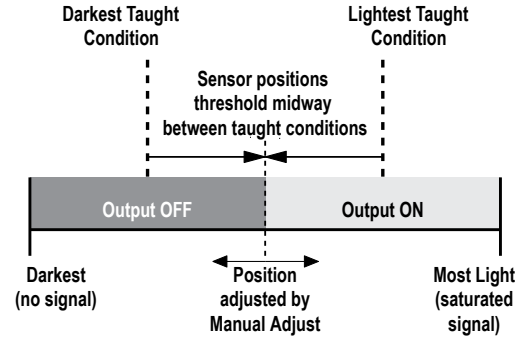 Darkest Taught
Condition
Lightest Taught
Condition
Sensor positions
threshold midway
between taught conditions
Output OFF
Output ON
Darkest
(no signal)
Position
adjusted by
Manual Adjust
Most Light
(saturated
signal)